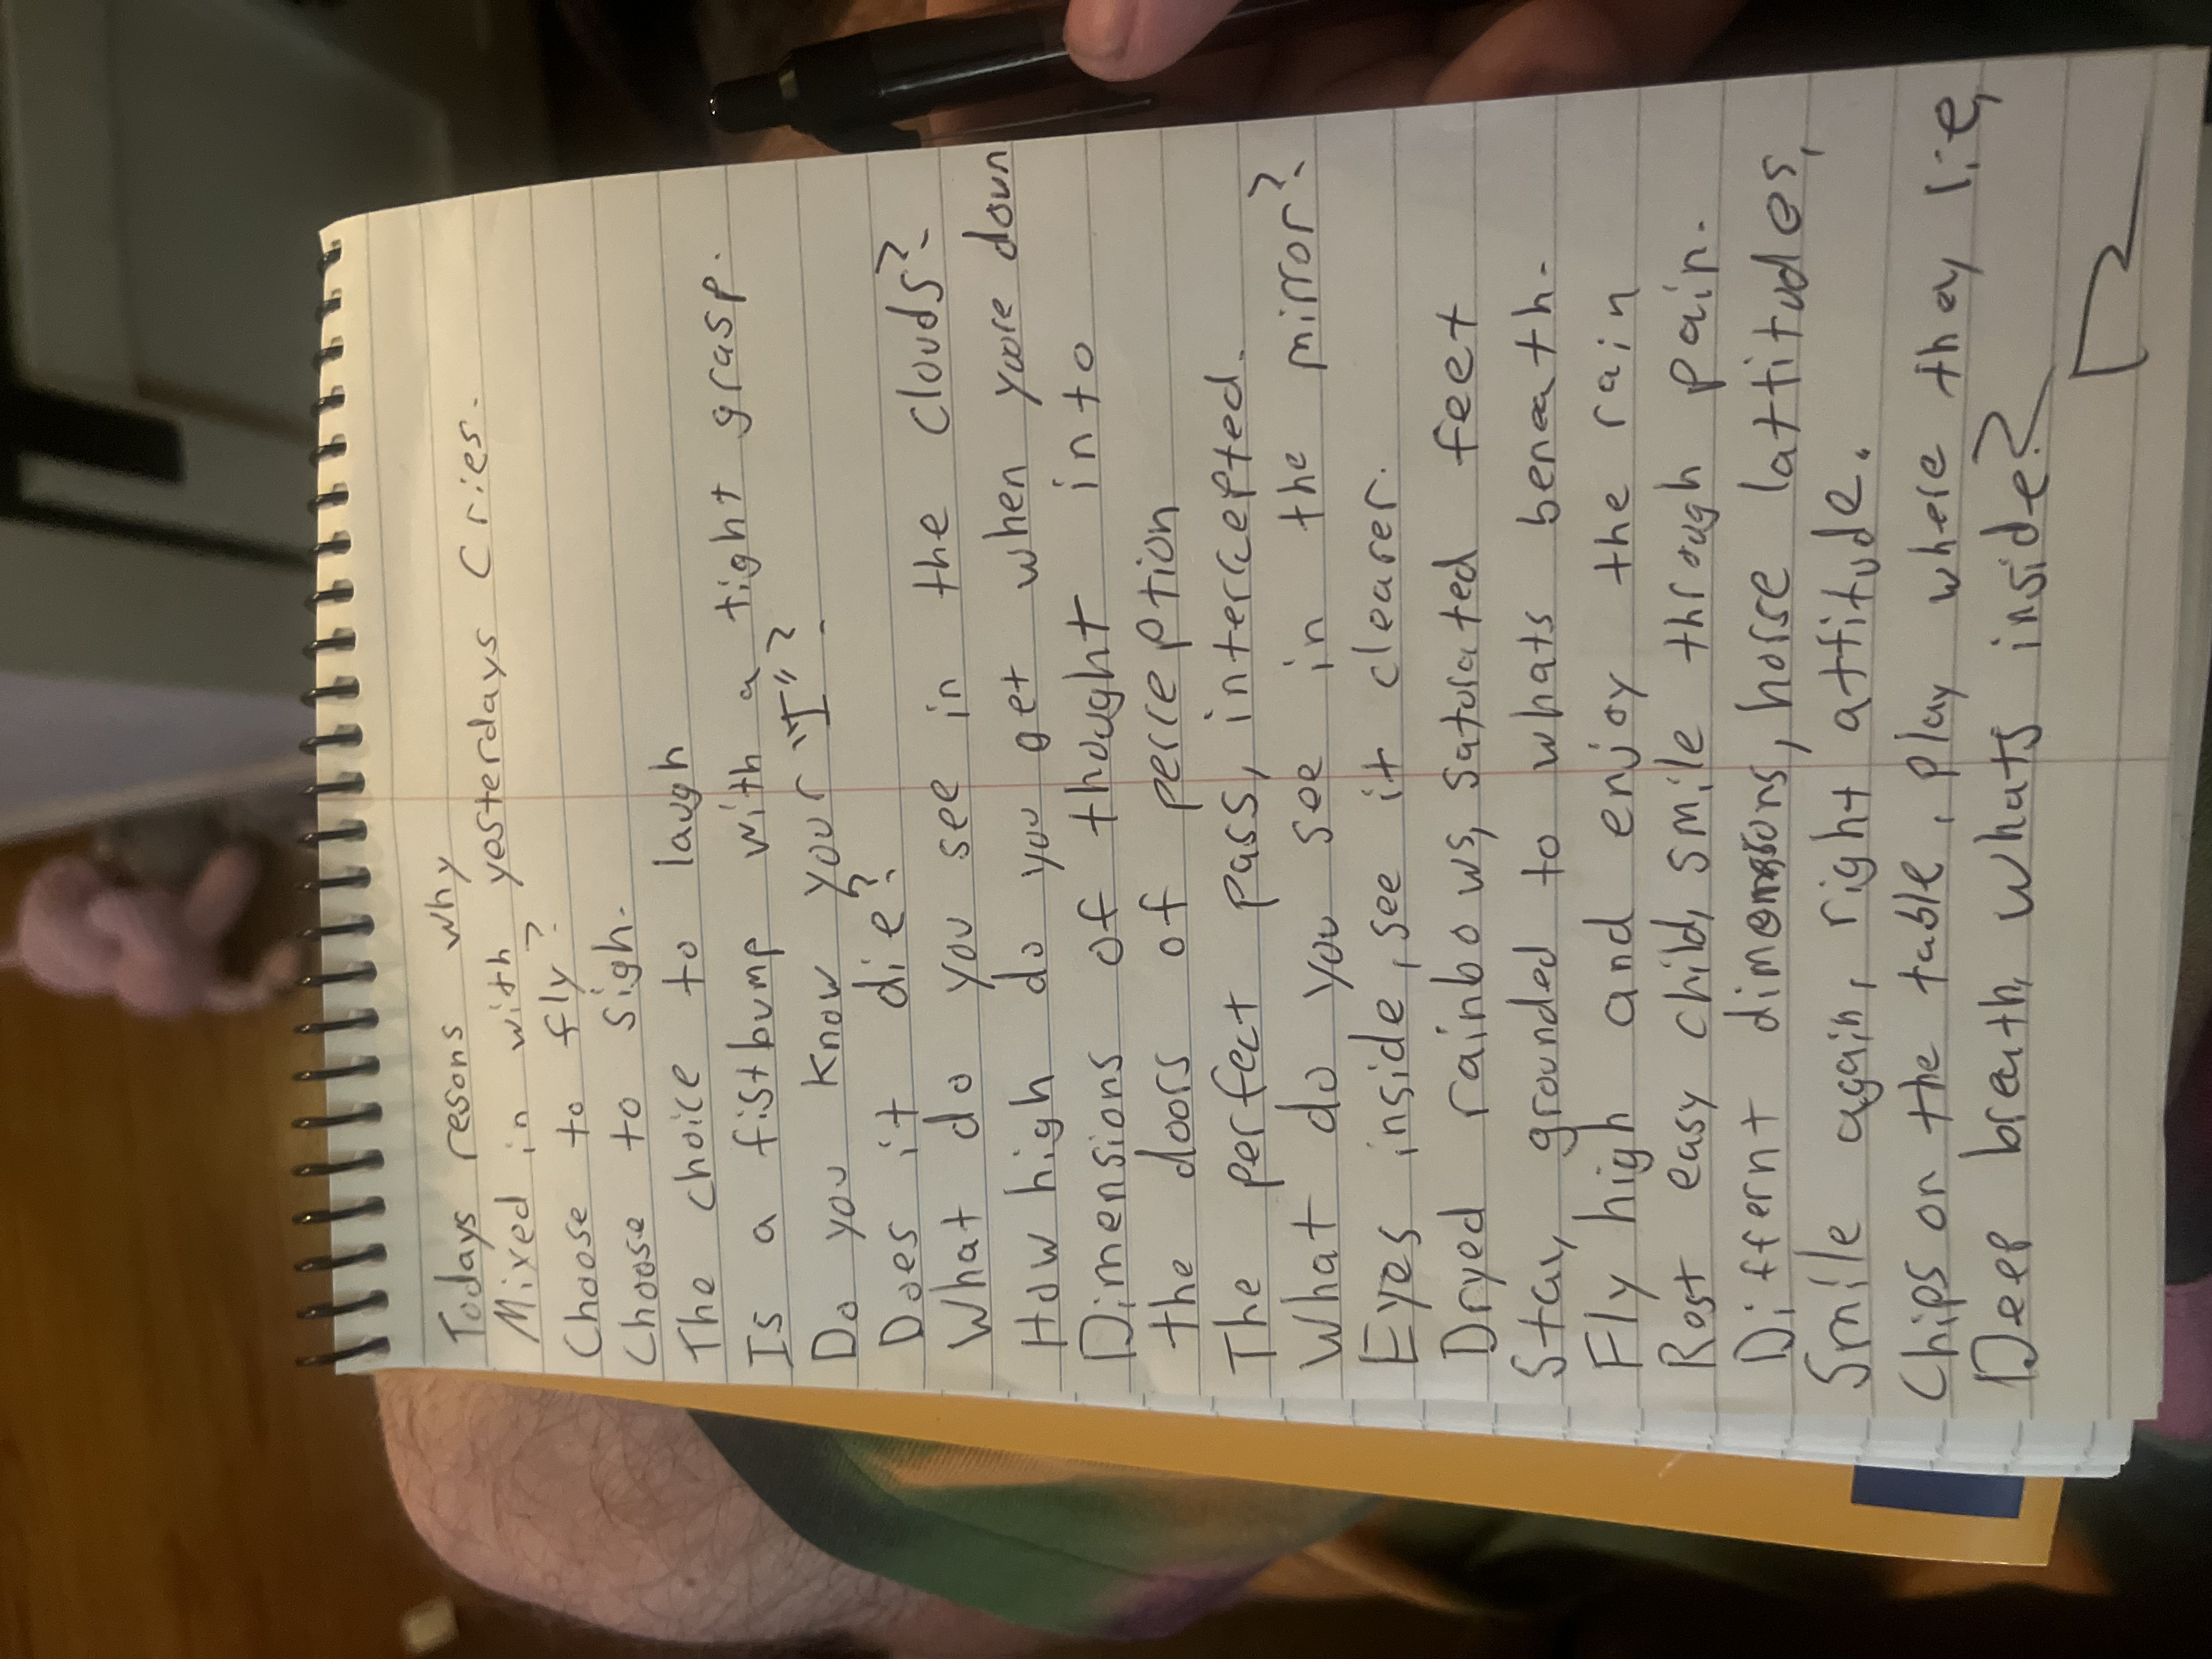 Todays resons why
Mixed in with yesterdays Cries.
Choose to fly?
Choose to sigh.
The choice to laugh
Is a fistbump with a tight grasp.
Do you know your "I"?
Does it die?
What do you see in the clouds?
How high do you get when youre down
Dimensions of thought into
the doors of perception
The perfect pass, intercepted.
What do you see in the mirror?
Eyes inside, see it clearer.
Dryed rainbows, saturated feet
Stay grounded to whats beneath.
Fly high and enjoy the rain
Rest easy child, smile through pain.
Differnt dimensions, horse lattitudes,
Smile again, right attitude.
Chips on the table, play where they lie,
Deep breath, whats inside?